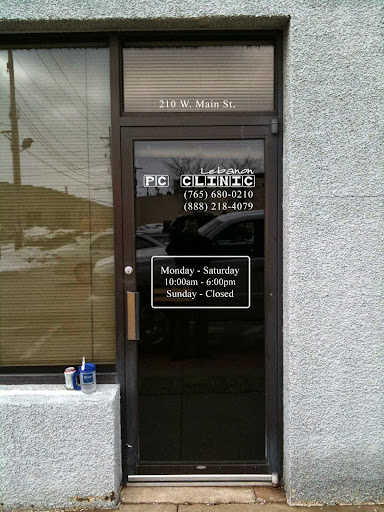 210 W. Main St.
Lebanon
PC CLINIC
(765) 680-0210
(888) 218-4079
Monday - Saturday
10:00am - 6:00pm
Sunday - Closed